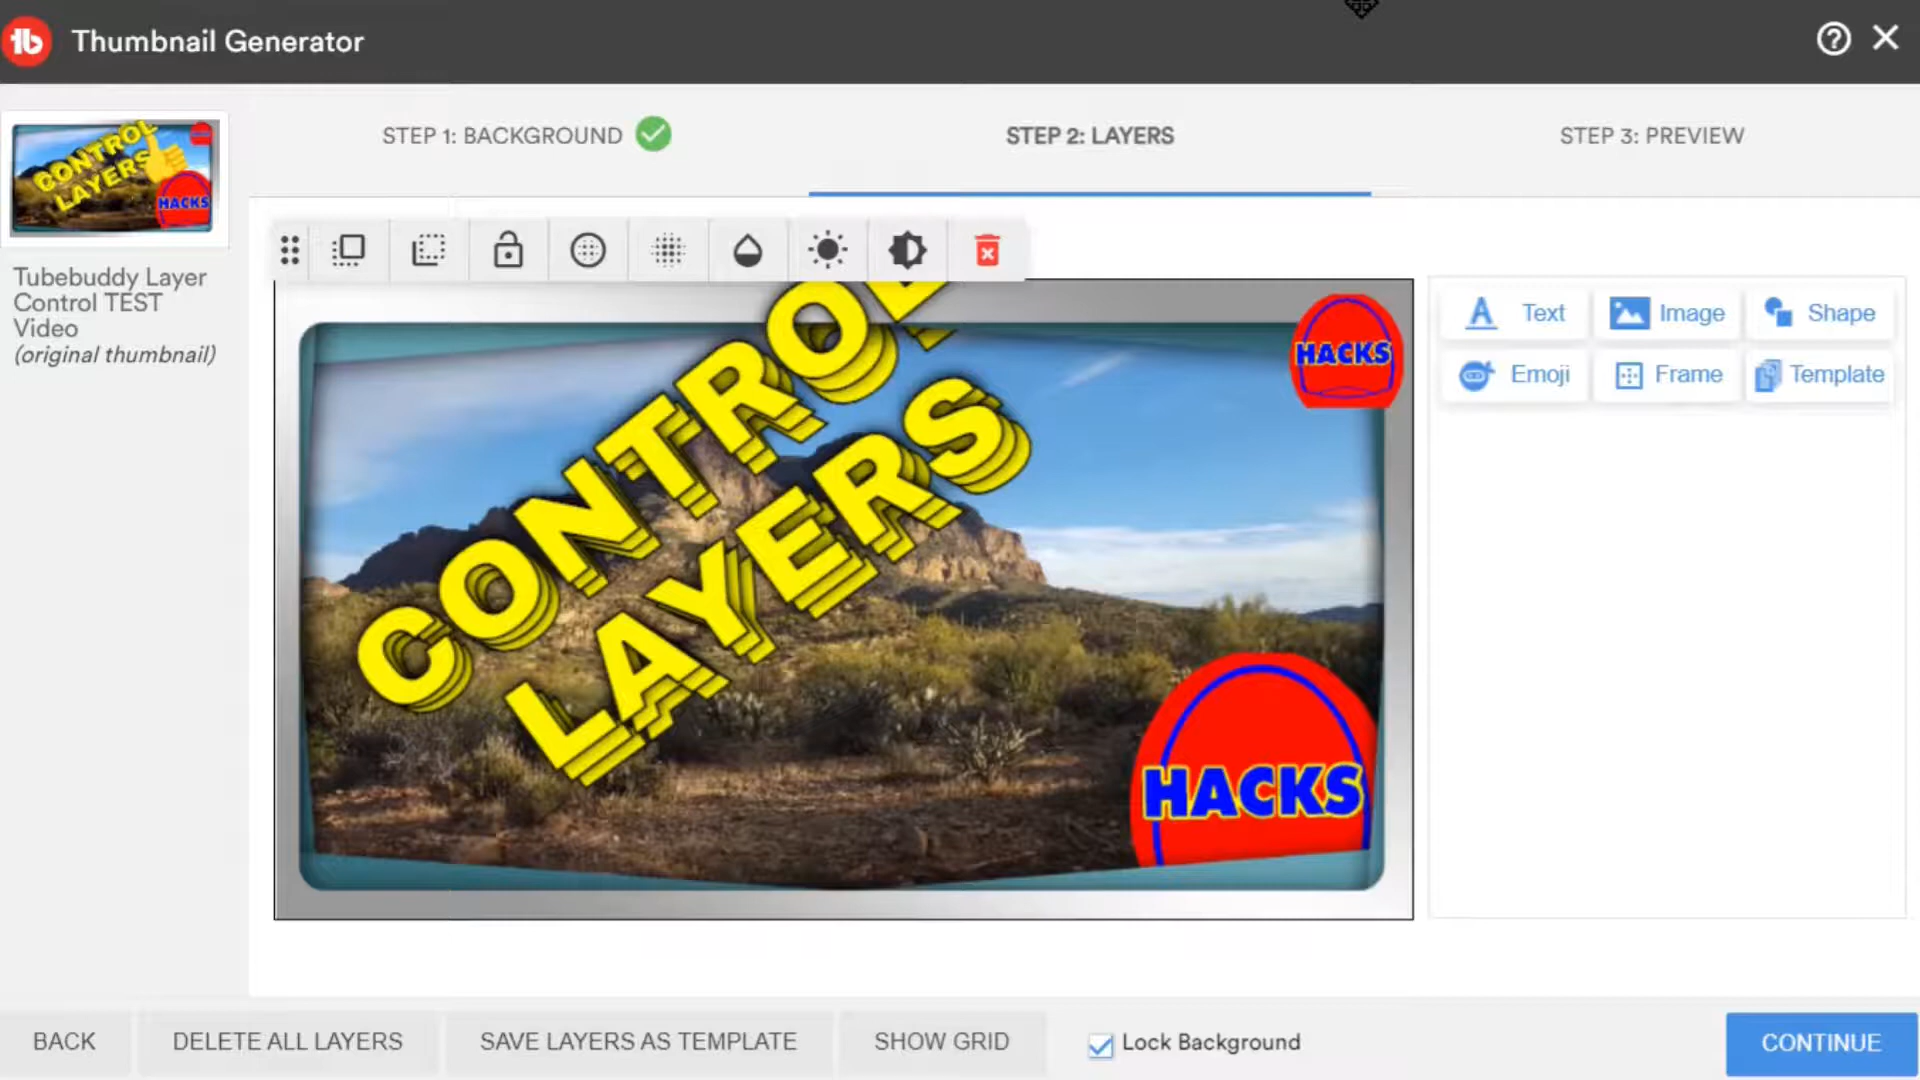 Thumbnail Generator
STEP 1: BACKGROUND
STEP 2: LAYERS
STEP 3: PREVIEW
CONTROL
LAYERS
HACKS
HACKS
Tubebuddy Layer
Control TEST
Video
(original thumbnail)
CONTROL
LAYERS
HACKS
HACKS
Text
Image
Shape
Emoji
Frame
Template
BACK
DELETE ALL LAYERS
SAVE LAYERS AS TEMPLATE
SHOW GRID
Lock Background
CONTINUE